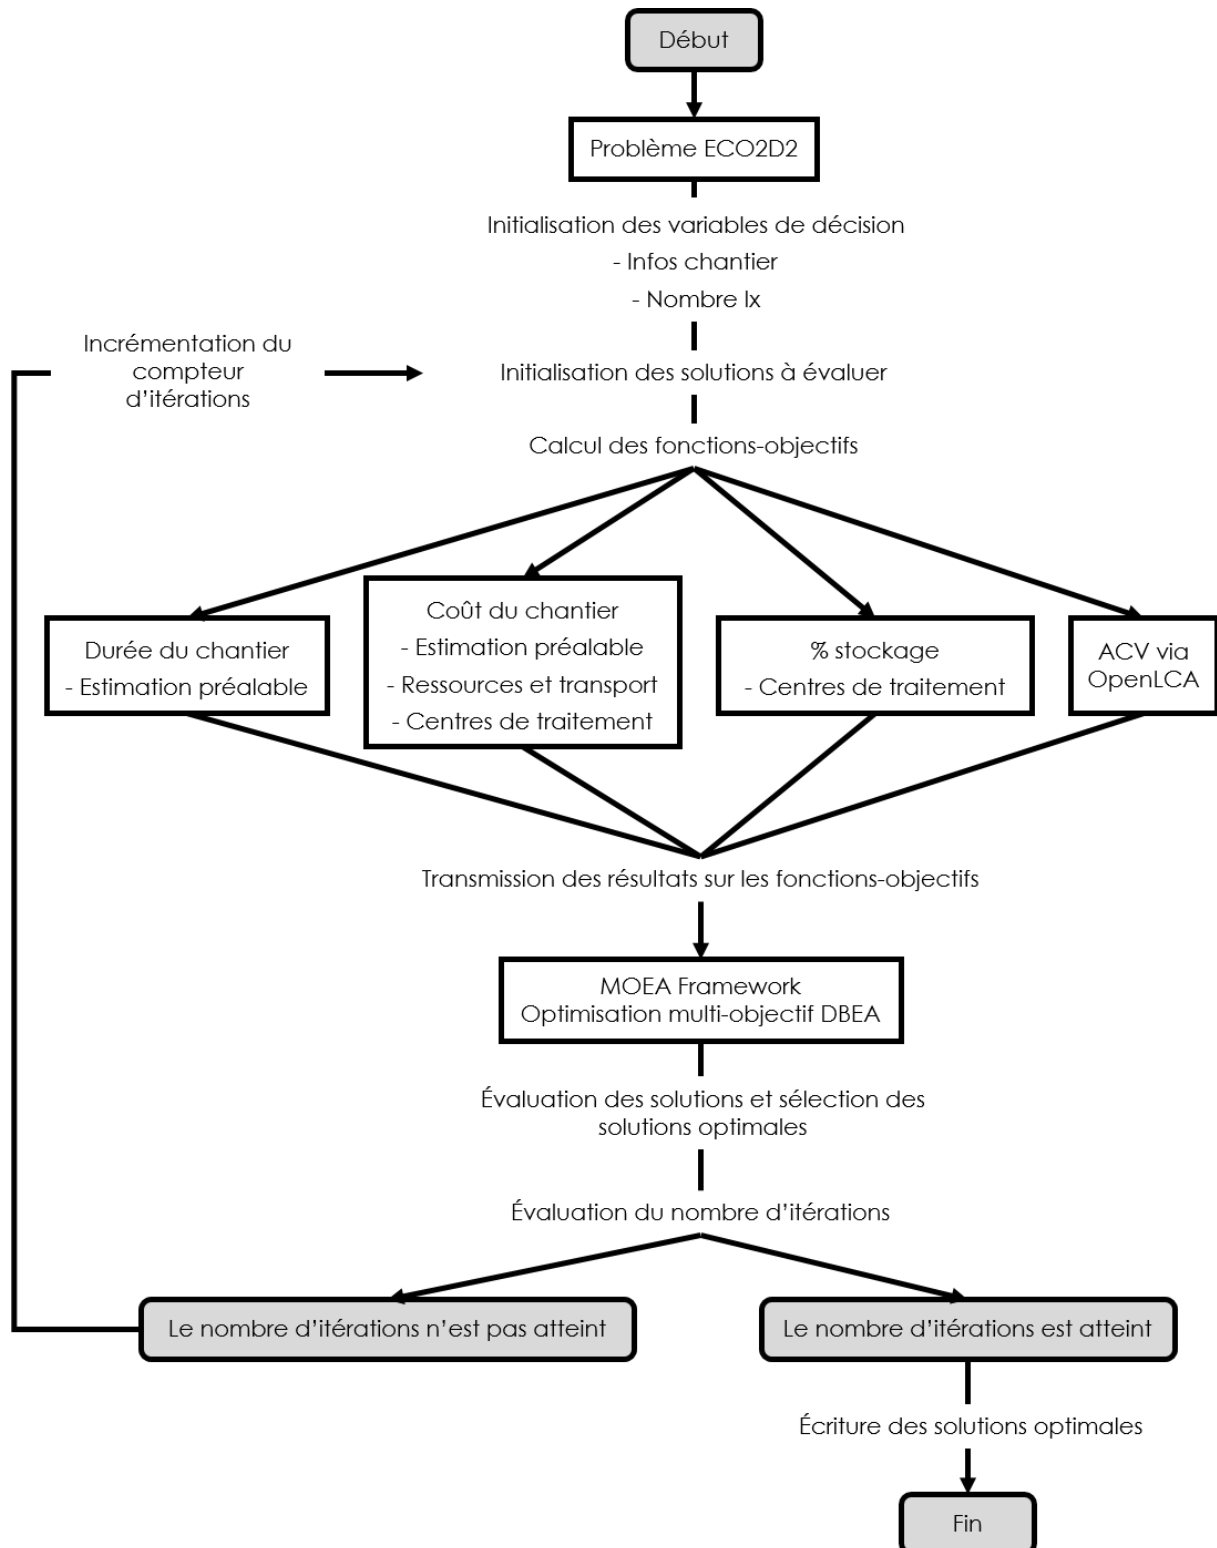 Début
Problème ECO2D2
Initialisation des variables de décision
- Infos chantier
- Nombre Ix
Incrémentation du
compteur
d'itérations
Initialisation des solutions à évaluer
Calcul des fonctions-objectifs
Durée du chantier
- Estimation préalable
Coût du chantier
- Estimation préalable
- Ressources et transport
- Centres de traitement
% stockage
- Centres de traitement
ACV via
OpenLCA
Transmission des résultats sur les fonctions-objectifs
MOEA Framework
Optimisation multi-objectif DBEA
Évaluation des solutions et sélection des
solutions optimales
Évaluation du nombre d'itérations
Le nombre d'itérations n'est pas atteint
Le nombre d'itérations est atteint
Écriture des solutions optimales
Fin